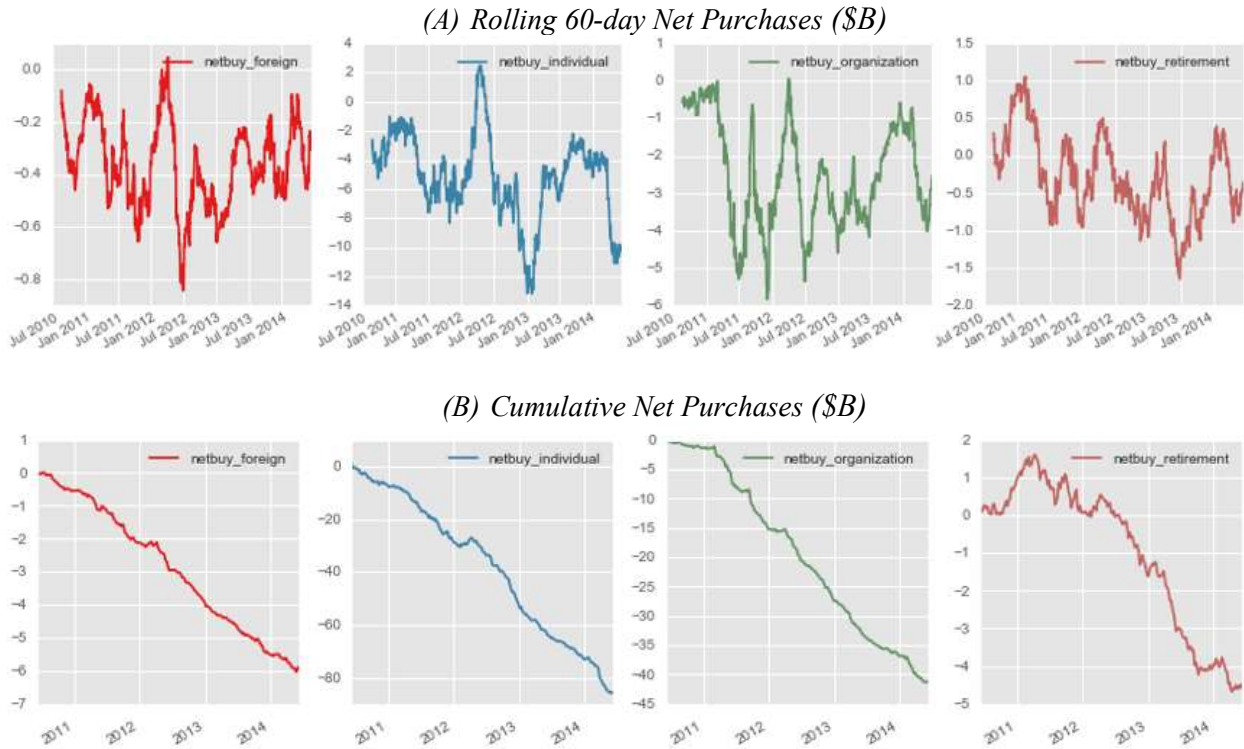 (A) Rolling 60-day Net Purchases ($B)
netbuy_foreign
0.0
−0.2
−0.4
−0.6
−0.8
Jul 2010
Jan 2011
Jul 2011
Jan 2012
Jul 2012
Jan 2013
Jul 2013
Jan 2014
netbuy_individual
4
2
0
−2
−4
−6
−8
−10
−12
−14
Jul 2010
Jan 2011
Jul 2011
Jan 2012
Jul 2012
Jan 2013
Jul 2013
Jan 2014
netbuy_organization
1
0
−1
−2
−3
−4
−5
−6
Jul 2010
Jan 2011
Jul 2011
Jan 2012
Jul 2012
Jan 2013
Jul 2013
Jan 2014
netbuy_retirement
1.5
1.0
0.5
0.0
−0.5
−1.0
−1.5
−2.0
Jul 2010
Jan 2011
Jul 2011
Jan 2012
Jul 2012
Jan 2013
Jul 2013
Jan 2014
(B) Cumulative Net Purchases ($B)
netbuy_foreign
1
0
−1
−2
−3
−4
−5
−6
−7
2011
2012
2013
2014
netbuy_individual
0
−20
−40
−60
−80
2011
2012
2013
2014
netbuy_organization
0
−5
−10
−15
−20
−25
−30
−35
−40
−45
2011
2012
2013
2014
netbuy_retirement
2
1
0
−1
−2
−3
−4
−5
2011
2012
2013
2014